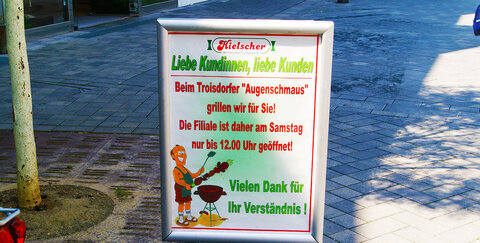 Kielscher
Liebe Kundinnen, liebe Kunden
Beim Troisdorfer "Augenschmaus"
grillen wir für Sie!
Die Filiale ist daher am Samstag
nur bis 12.00 Uhr geöffnet!
Vielen Dank für
Ihr Verständnis !